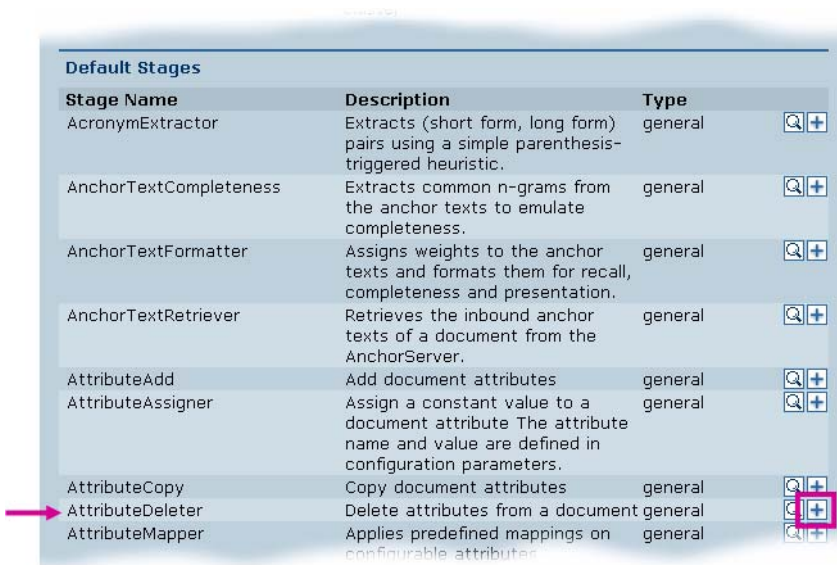 Default Stages
Stage Name Description Type
AcronymExtractor Extracts (short form, long form) general
pairs using a simple parenthesis-
triggered heuristic.
AnchorTextCompleteness Extracts common n-grams from general
the anchor texts to emulate
completeness.
AnchorTextFormatter Assigns weights to the anchor general
texts and formats them for recall,
completeness and presentation.
AnchorTextRetriever Retrieves the inbound anchor general
texts of a document from the
AnchorServer.
AttributeAdd Add document attributes general
AttributeAssigner Assign a constant value to a general
document attribute The attribute
name and value are defined in
configuration parameters.
AttributeCopy Copy document attributes general
AttributeDeleter Delete attributes from a document general
AttributeMapper Applies predefined mappings on general
configurable attributes